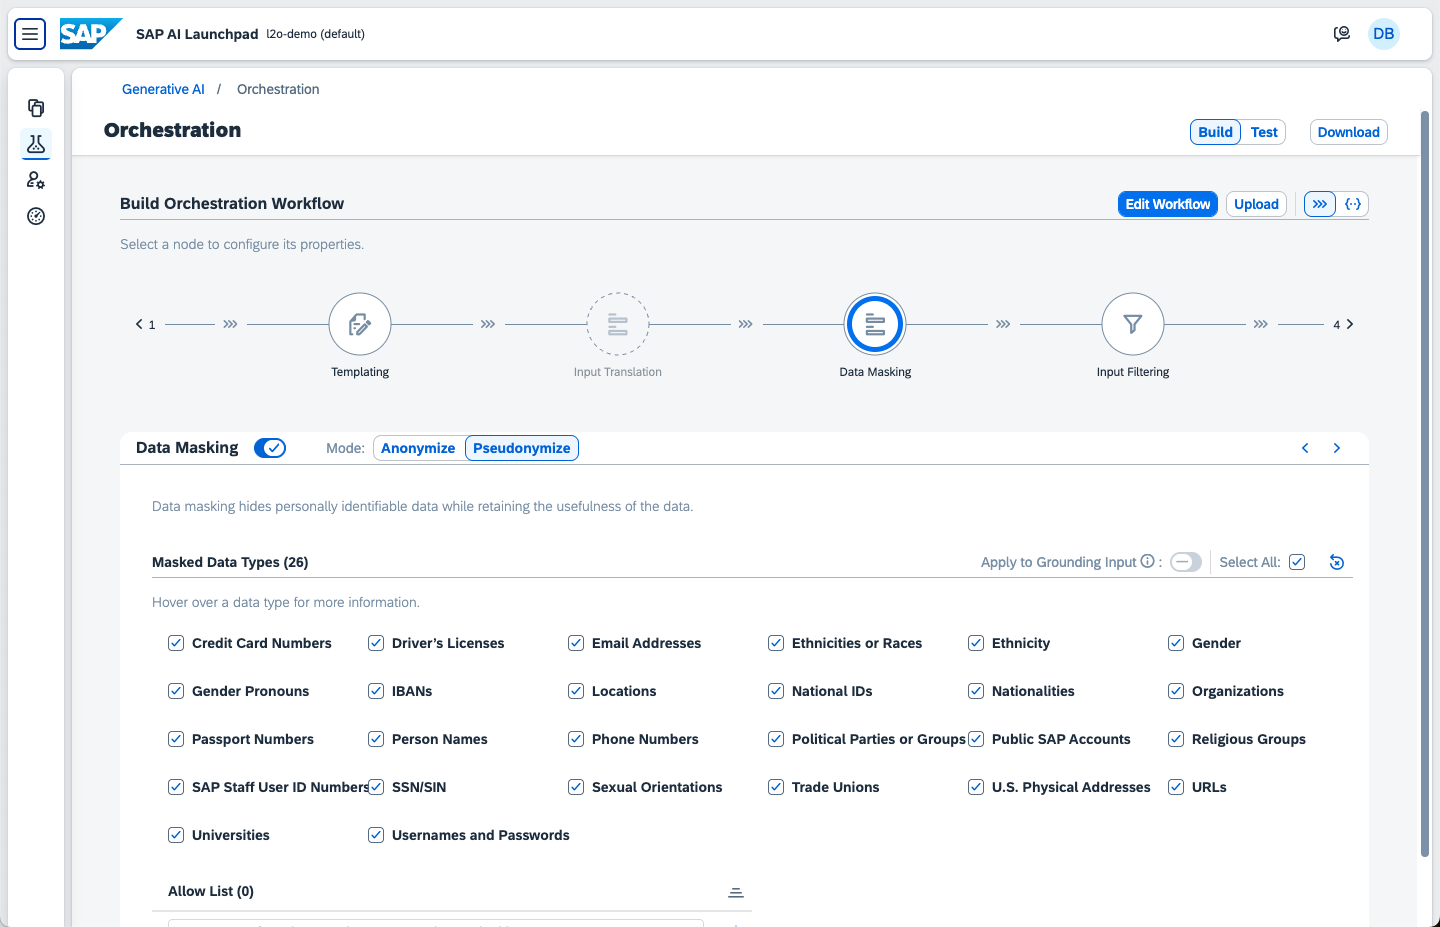 SAP SAP AI Launchpad l2o-demo (default) DB
Generative AI / Orchestration
Orchestration Build Test Download
Build Orchestration Workflow Edit Workflow Upload
Select a node to configure its properties.
1 4
Templating Input Translation Data Masking Input Filtering
Data Masking Mode: Anonymize Pseudonymize
Data masking hides personally identifiable data while retaining the usefulness of the data.
Masked Data Types (26) Apply to Grounding Input : Select All:
Hover over a data type for more information.
Credit Card Numbers Driver's Licenses Email Addresses Ethnicities or Races Ethnicity Gender
Gender Pronouns IBANs Locations National IDs Nationalities Organizations
Passport Numbers Person Names Phone Numbers Political Parties or Groups Public SAP Accounts Religious Groups
SAP Staff User ID Numbers SSN/SIN Sexual Orientations Trade Unions U.S. Physical Addresses URLs
Universities Usernames and Passwords
Allow List (0)